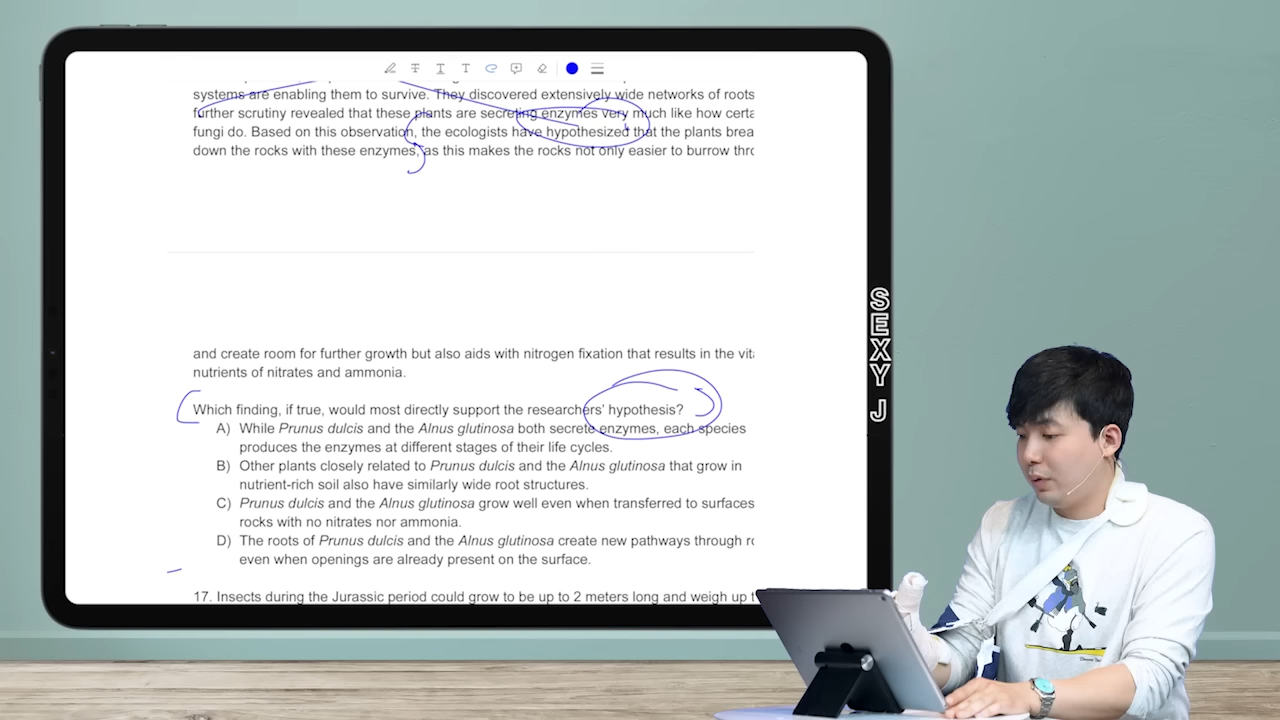 systems are enabling them to survive. They discovered extensively wide networks of roots
further scrutiny revealed that these plants are secreting enzymes very much like how certa
fungi do. Based on this observation, the ecologists have hypothesized that the plants brea
down the rocks with these enzymes, as this makes the rocks not only easier to burrow thro
and create room for further growth but also aids with nitrogen fixation that results in the vita
nutrients of nitrates and ammonia.
Which finding, if true, would most directly support the researchers' hypothesis?
A) While Prunus dulcis and the Alnus glutinosa both secrete enzymes, each species
produces the enzymes at different stages of their life cycles.
B) Other plants closely related to Prunus dulcis and the Alnus glutinosa that grow in
nutrient-rich soil also have similarly wide root structures.
C) Prunus dulcis and the Alnus glutinosa grow well even when transferred to surfaces
rocks with no nitrates nor ammonia.
D) The roots of Prunus dulcis and the Alnus glutinosa create new pathways through ro
even when openings are already present on the surface.
17. Insects during the Jurassic period could grow to be up to 2 meters long and weigh up t
SEXY J